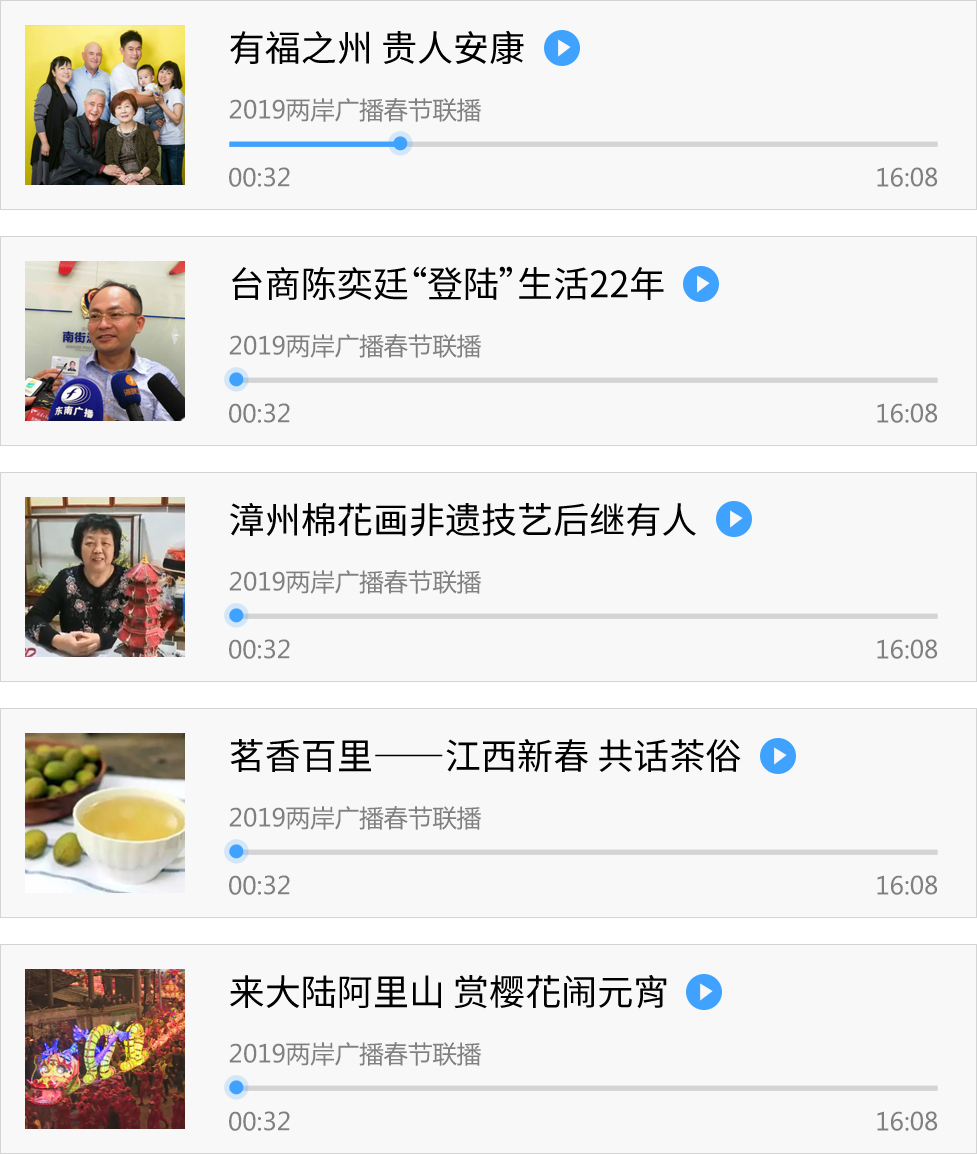 有福之州 贵人安康
2019两岸广播春节联播
00:32 16:08
台商陈奕廷“登陆”生活22年
2019两岸广播春节联播
00:32 16:08
南街
东南广播
漳州棉花画非遗技艺后继有人
2019两岸广播春节联播
00:32 16:08
茗香百里——江西新春 共话茶俗
2019两岸广播春节联播
00:32 16:08
来大陆阿里山 赏樱花闹元宵
2019两岸广播春节联播
00:32 16:08